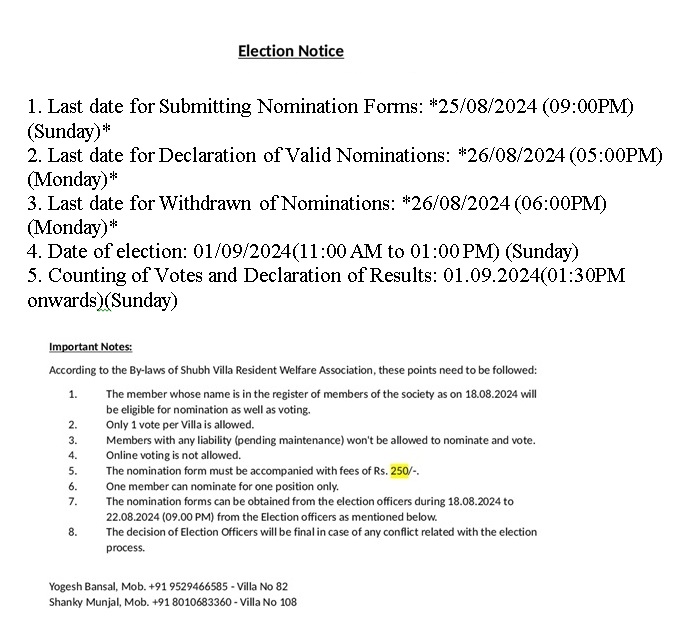 Election Notice
1. Last date for Submitting Nomination Forms: *25/08/2024 (09:00PM)
(Sunday)*
2. Last date for Declaration of Valid Nominations: *26/08/2024 (05:00PM)
(Monday)*
3. Last date for Withdrawn of Nominations: *26/08/2024 (06:00PM)
(Monday)*
4. Date of election: 01/09/2024(11:00 AM to 01:00 PM) (Sunday)
5. Counting of Votes and Declaration of Results: 01.09.2024(01:30PM
onwards)(Sunday)
Important Notes:
According to the By-laws of Shubh Villa Resident Welfare Association, these points need to be followed:
1. The member whose name is in the register of members of the society as on 18.08.2024 will
be eligible for nomination as well as voting.
2. Only 1 vote per Villa is allowed.
3. Members with any liability (pending maintenance) won't be allowed to nominate and vote.
4. Online voting is not allowed.
5. The nomination form must be accompanied with fees of Rs. 250/-.
6. One member can nominate for one position only.
7. The nomination forms can be obtained from the election officers during 18.08.2024 to
22.08.2024 (09.00 PM) from the Election officers as mentioned below.
8. The decision of Election Officers will be final in case of any conflict related with the election
process.
Yogesh Bansal, Mob. +91 9529466585 - Villa No 82
Shanky Munjal, Mob. +91 8010683360 - Villa No 108